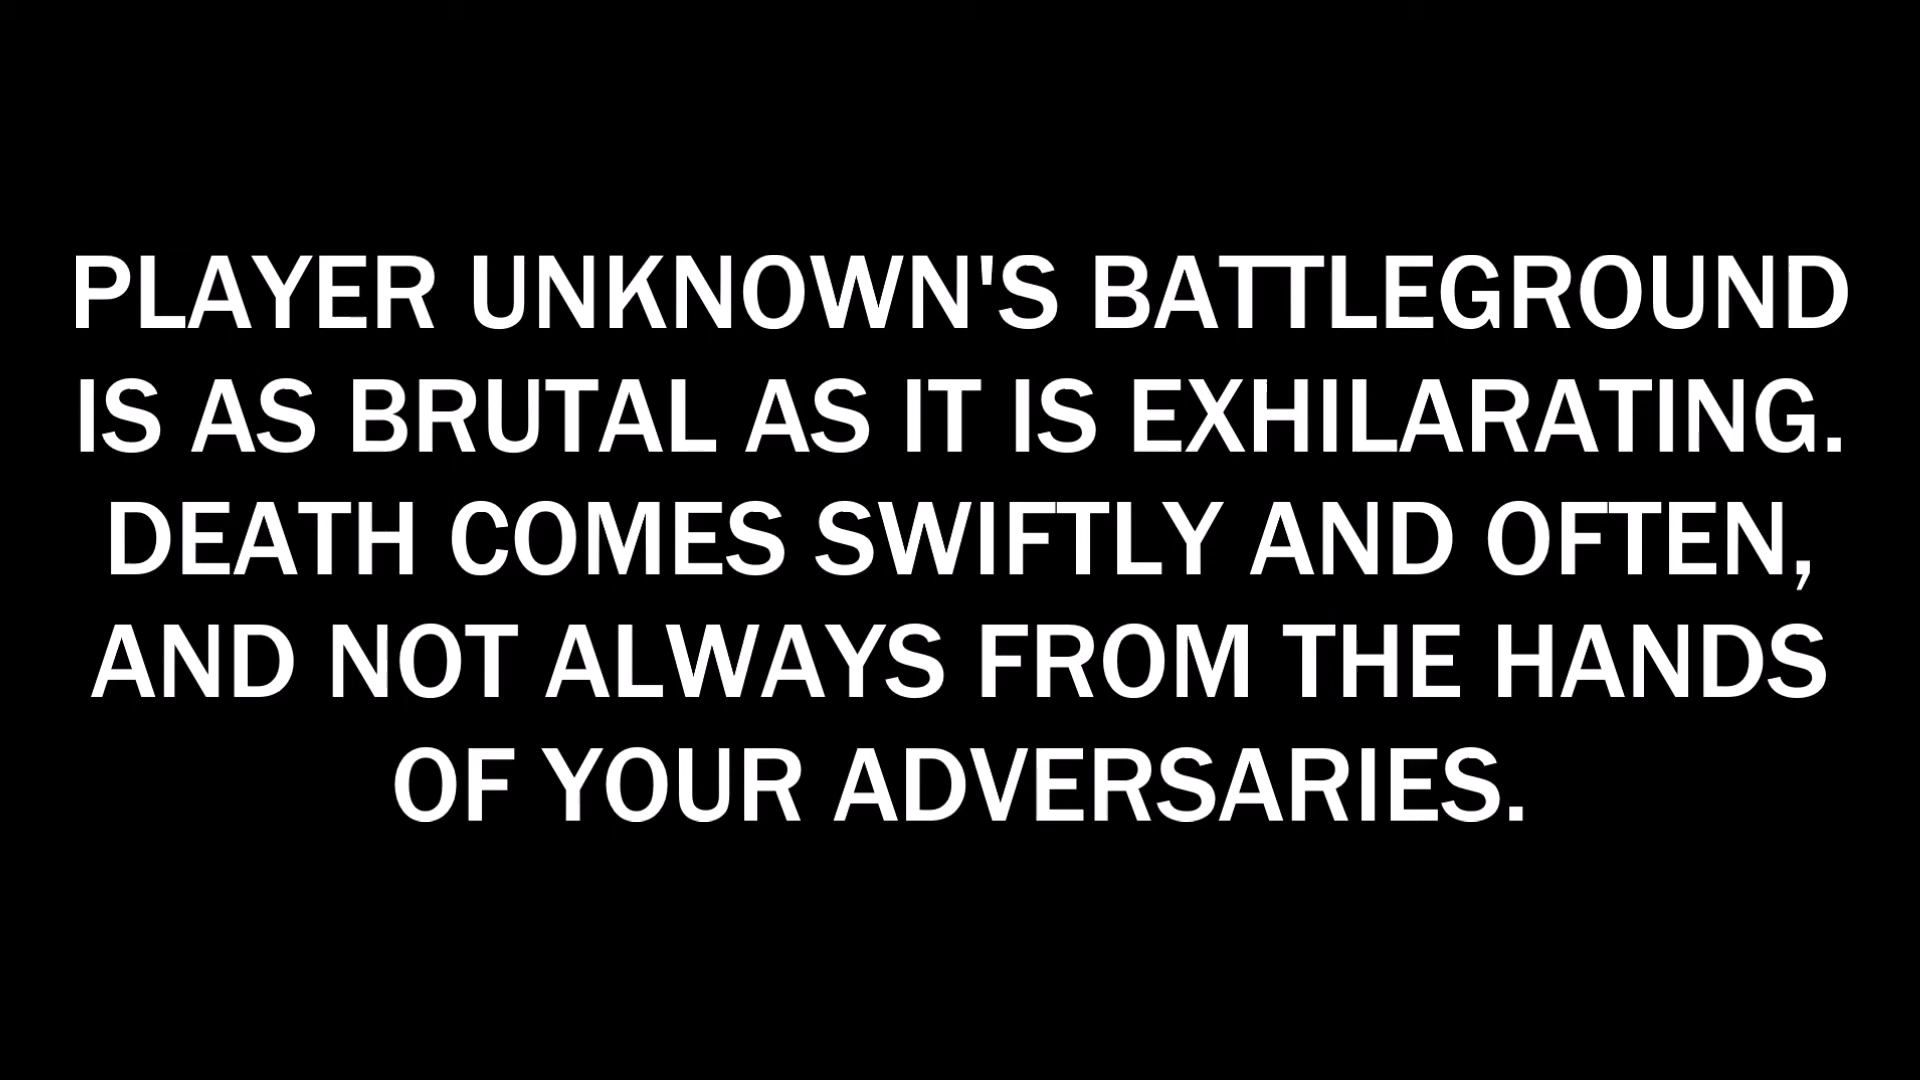 PLAYER UNKNOWN'S BATTLEGROUND
IS AS BRUTAL AS IT IS EXHILARATING.
DEATH COMES SWIFTLY AND OFTEN,
AND NOT ALWAYS FROM THE HANDS
OF YOUR ADVERSARIES.